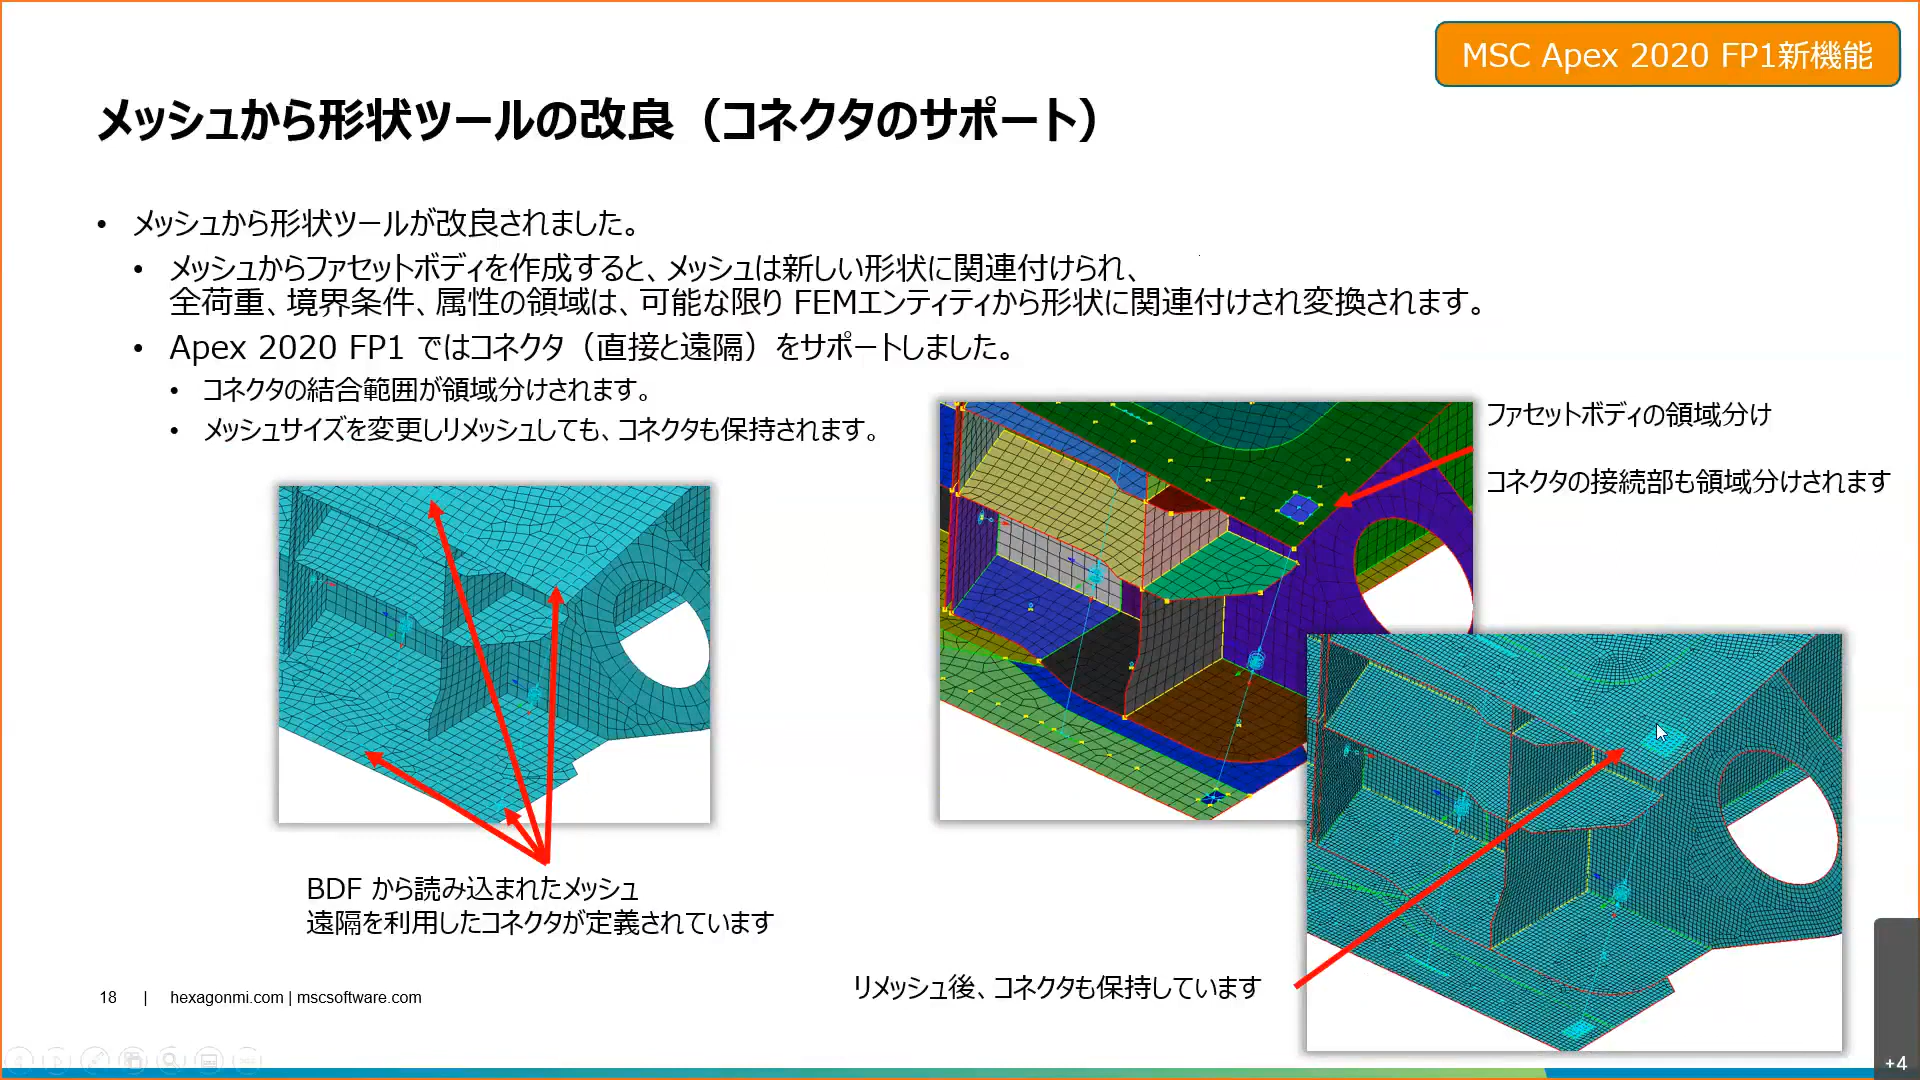 MSC Apex 2020 FP1新機能
メッシュから形状ツールの改良（コネクタのサポート）
• メッシュから形状ツールが改良されました。
• メッシュからファセットボディを作成すると、メッシュは新しい形状に関連付けられ、
全荷重、境界条件、属性の領域は、可能な限り FEMエンティティから形状に関連付けされ変換されます。
• Apex 2020 FP1 ではコネクタ（直接と遠隔）をサポートしました。
• コネクタの結合範囲が領域分けされます。
• メッシュサイズを変更しリメッシュしても、コネクタも保持されます。
ファセットボディの領域分け
コネクタの接続部も領域分けされます
BDF から読み込まれたメッシュ
遠隔を利用したコネクタが定義されています
リメッシュ後、コネクタも保持しています
18 | hexagonmi.com | mscsoftware.com
+4